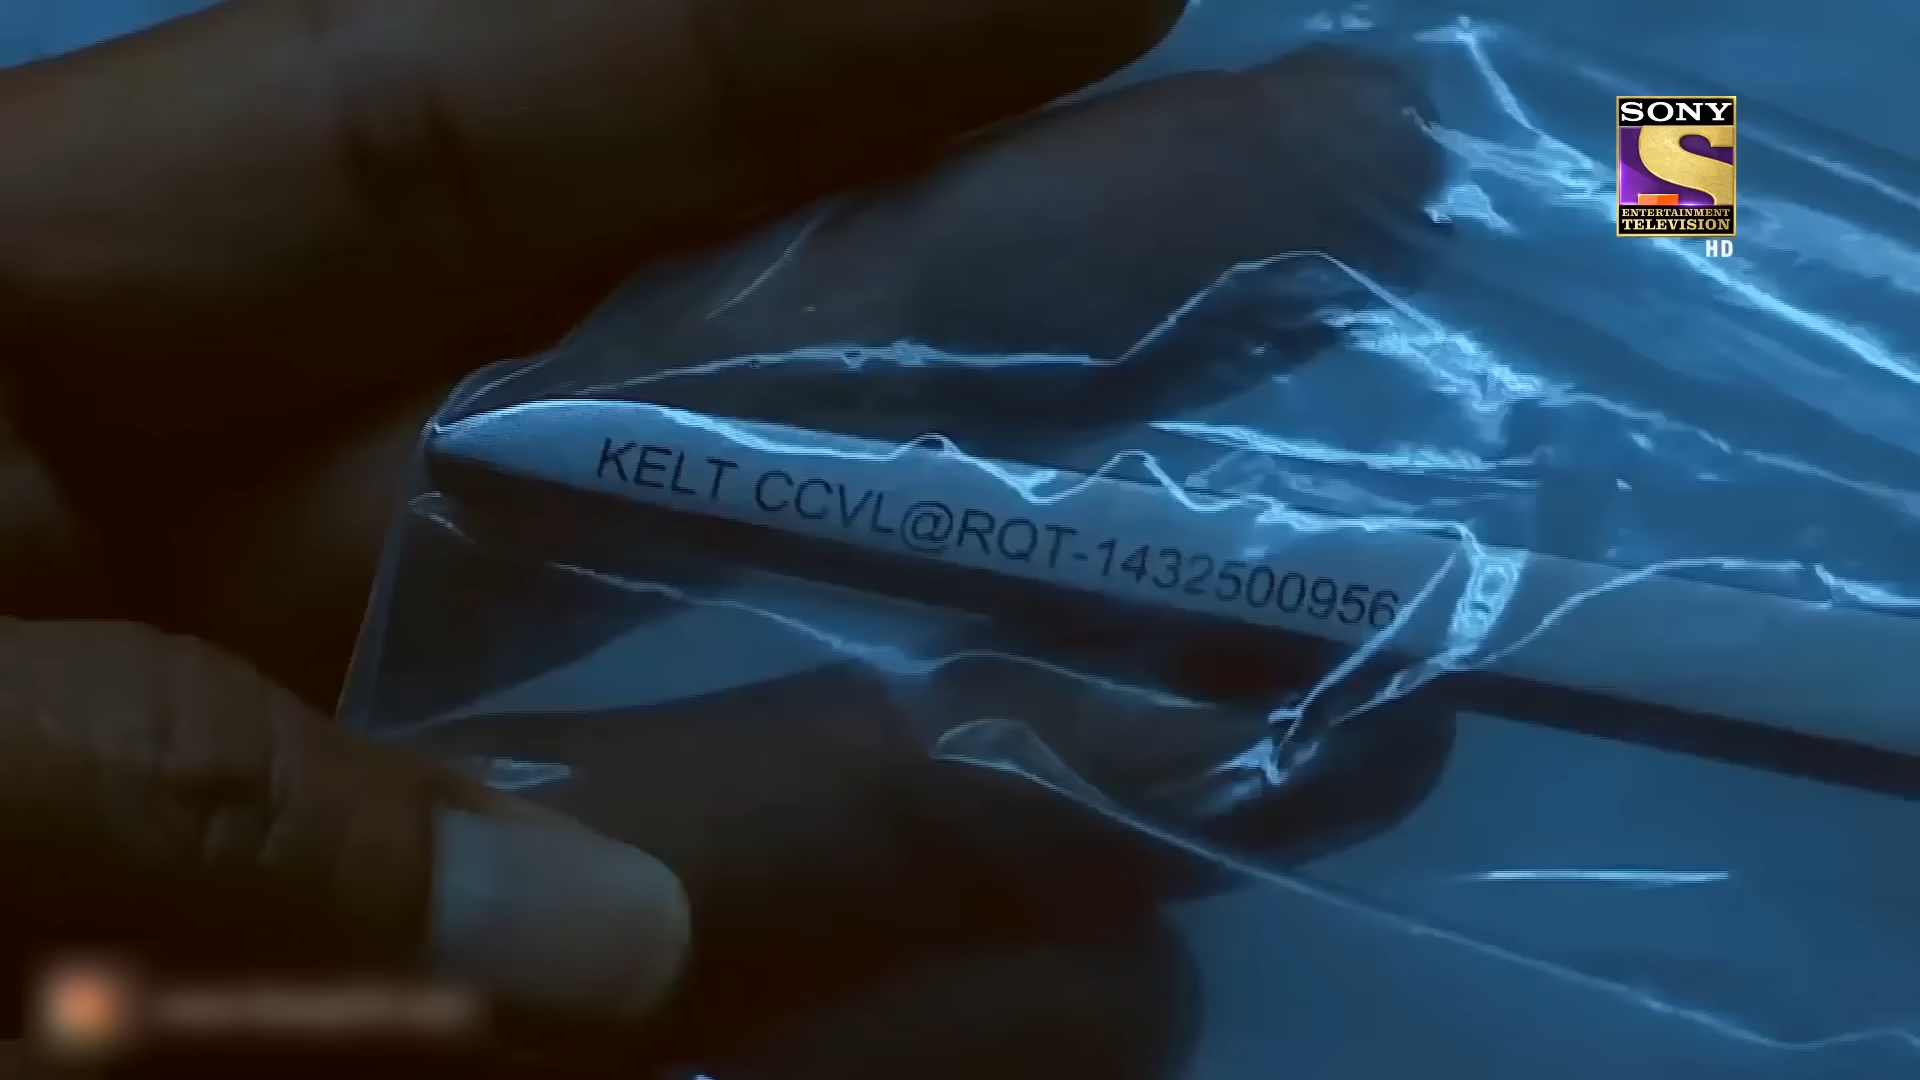 SONY
ENTERTAINMENT
TELEVISION
HD
KELT CCVL@RQT-1432500956